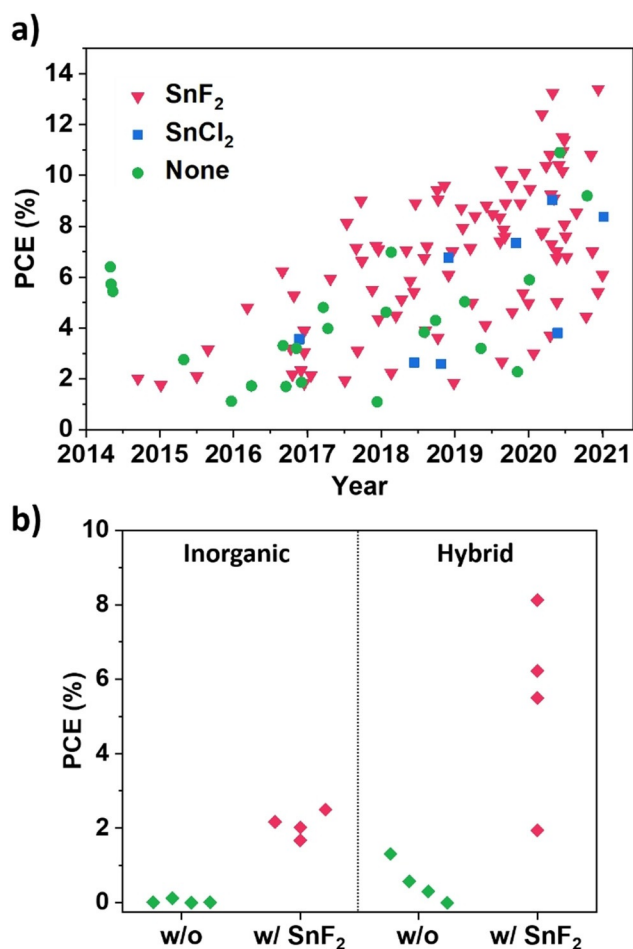 a)
PCE (%)
14
12
10
8
6
4
2
0
SnF₂
SnCl₂
None
2014 2015 2016 2017 2018 2019 2020 2021
Year
b)
PCE (%)
10
8
6
4
2
0
Inorganic Hybrid
w/o w/ SnF₂ w/o w/ SnF₂